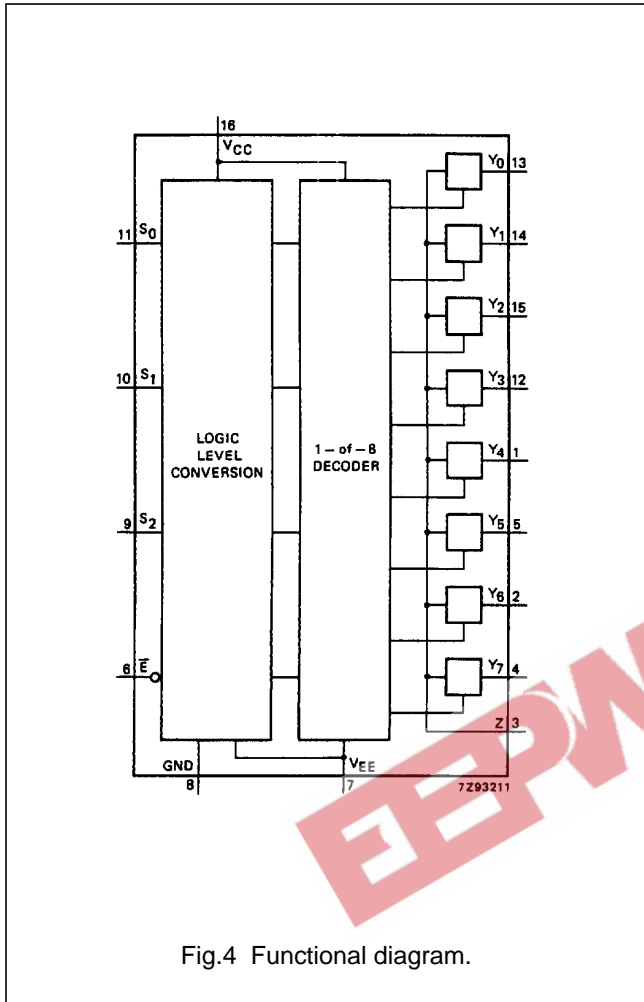 16
VCC
Y0 13
11 S0
Y1 14
Y2 15
10 S1
Y3 12
LOGIC
LEVEL
CONVERSION
1-of-8
DECODER
Y4 1
9 S2
Y5 5
Y6 2
6 E̅
Y7 4
Z 3
GND
VEE
8
7
7Z93211
EEPW
Fig.4 Functional diagram.